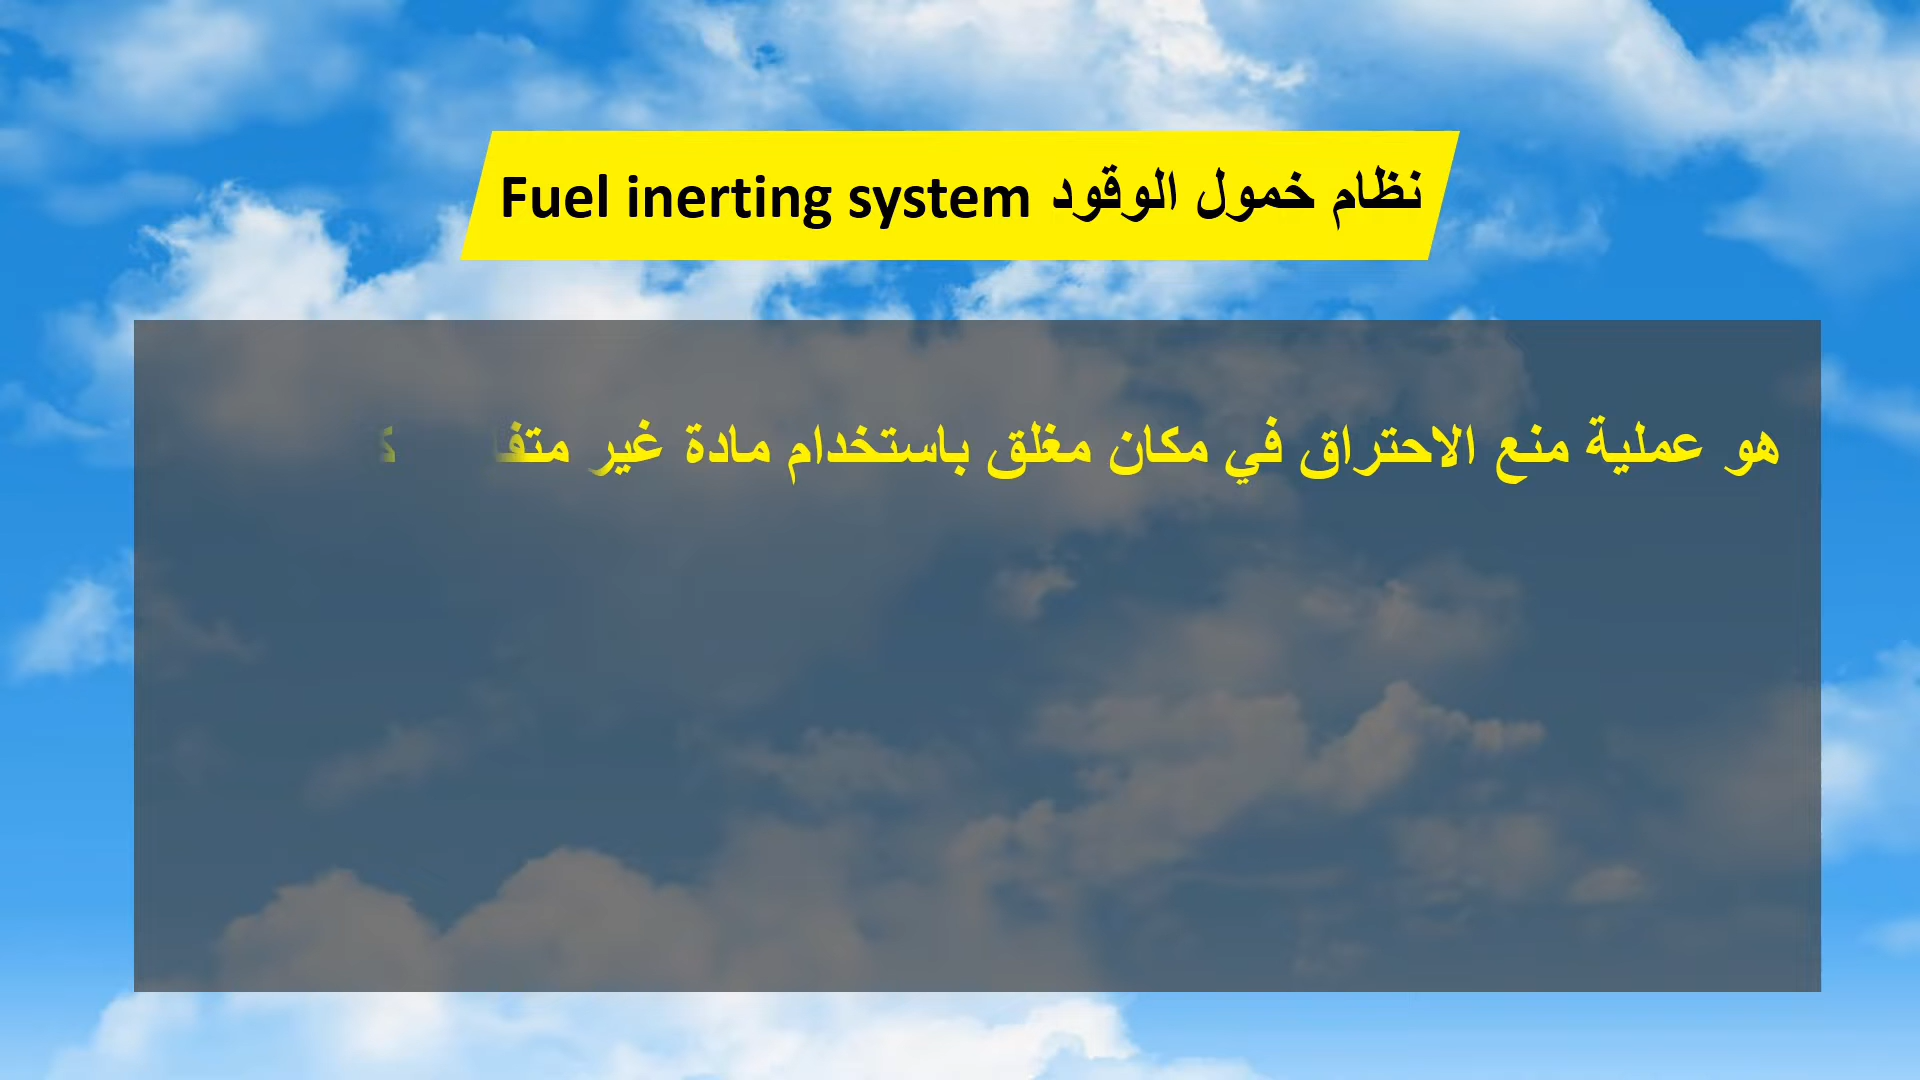 نظام خمول الوقود Fuel inerting system
هو عملية منع الاحتراق في مكان مغلق باستخدام مادة غير